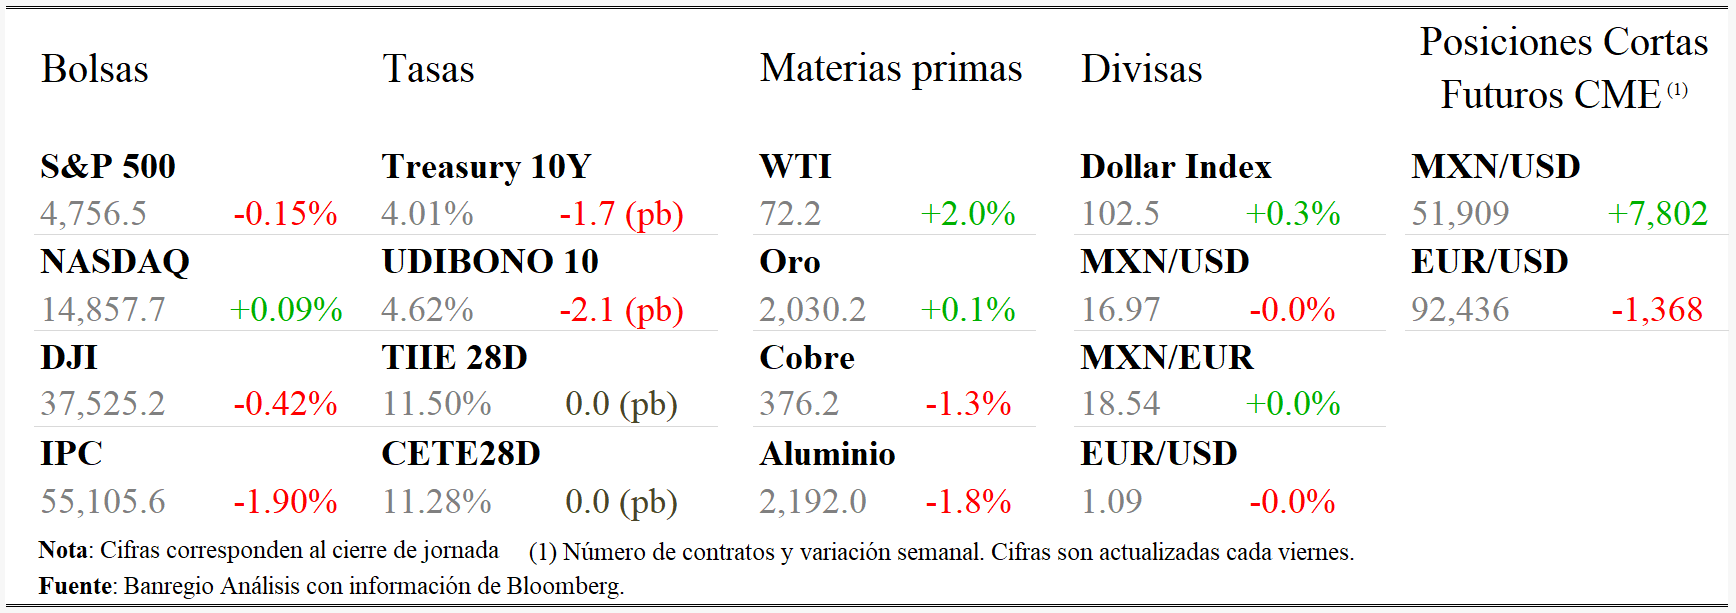 Bolsas Tasas Materias primas Divisas Posiciones Cortas
Futuros CME (1)
S&P 500 Treasury 10Y WTI Dollar Index MXN/USD
4,756.5 -0.15% 4.01% -1.7 (pb) 72.2 +2.0% 102.5 +0.3% 51,909 +7,802
NASDAQ UDIBONO 10 Oro MXN/USD EUR/USD
14,857.7 +0.09% 4.62% -2.1 (pb) 2,030.2 +0.1% 16.97 -0.0% 92,436 -1,368
DJI TIIE 28D Cobre MXN/EUR
37,525.2 -0.42% 11.50% 0.0 (pb) 376.2 -1.3% 18.54 +0.0%
IPC CETE28D Aluminio EUR/USD
55,105.6 -1.90% 11.28% 0.0 (pb) 2,192.0 -1.8% 1.09 -0.0%
Nota: Cifras corresponden al cierre de jornada (1) Número de contratos y variación semanal. Cifras son actualizadas cada viernes.
Fuente: Banregio Análisis con información de Bloomberg.